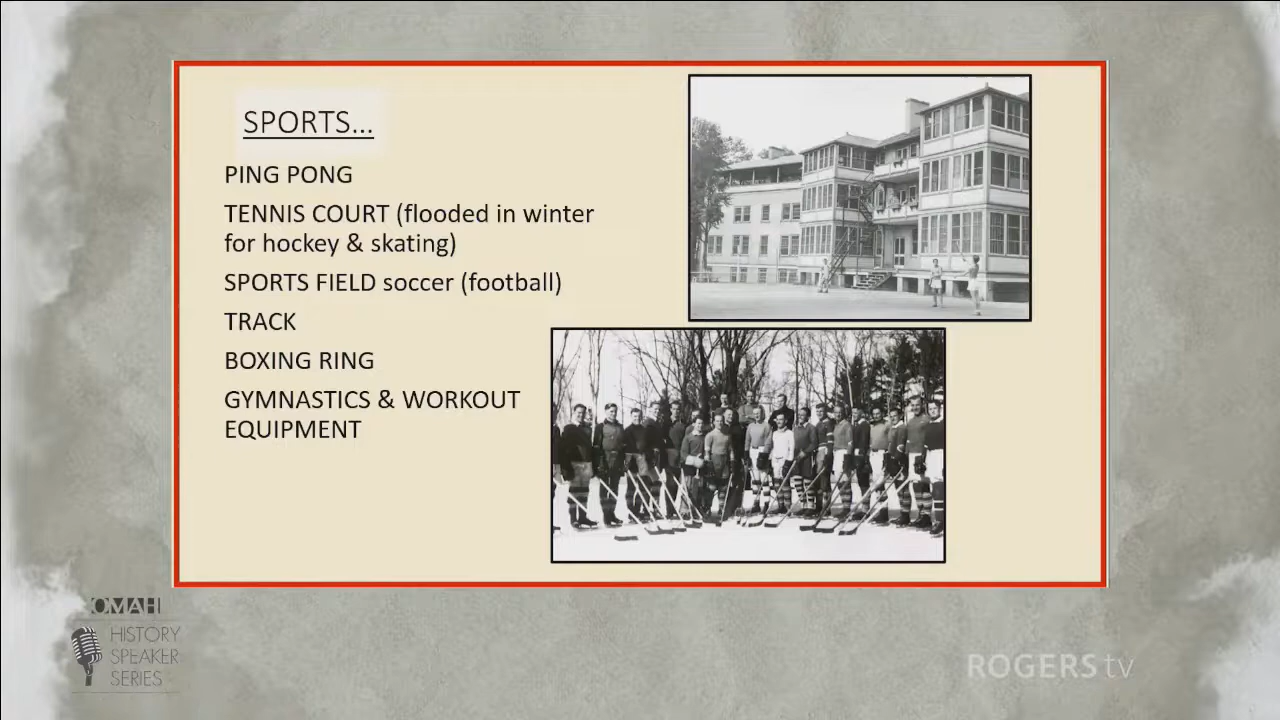 SPORTS...
PING PONG
TENNIS COURT (flooded in winter
for hockey & skating)
SPORTS FIELD soccer (football)
TRACK
BOXING RING
GYMNASTICS & WORKOUT
EQUIPMENT
OMAH
HISTORY
SPEAKER
SERIES
ROGERS tv